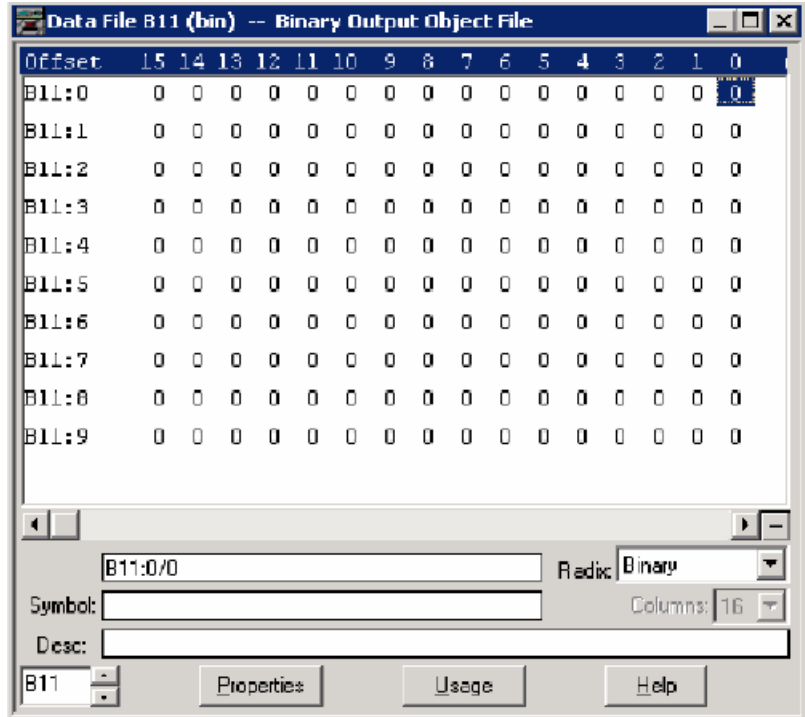 Data File B11 (bin) -- Binary Output Object File
Offset 15 14 13 12 11 10 9 8 7 6 5 4 3 2 1 0
B11:0 0 0 0 0 0 0 0 0 0 0 0 0 0 0 0 0
B11:1 0 0 0 0 0 0 0 0 0 0 0 0 0 0 0 0
B11:2 0 0 0 0 0 0 0 0 0 0 0 0 0 0 0 0
B11:3 0 0 0 0 0 0 0 0 0 0 0 0 0 0 0 0
B11:4 0 0 0 0 0 0 0 0 0 0 0 0 0 0 0 0
B11:5 0 0 0 0 0 0 0 0 0 0 0 0 0 0 0 0
B11:6 0 0 0 0 0 0 0 0 0 0 0 0 0 0 0 0
B11:7 0 0 0 0 0 0 0 0 0 0 0 0 0 0 0 0
B11:8 0 0 0 0 0 0 0 0 0 0 0 0 0 0 0 0
B11:9 0 0 0 0 0 0 0 0 0 0 0 0 0 0 0 0
B11:0/0 Radix: Binary
Symbol: Columns: 16
Desc:
B11 Properties Usage Help